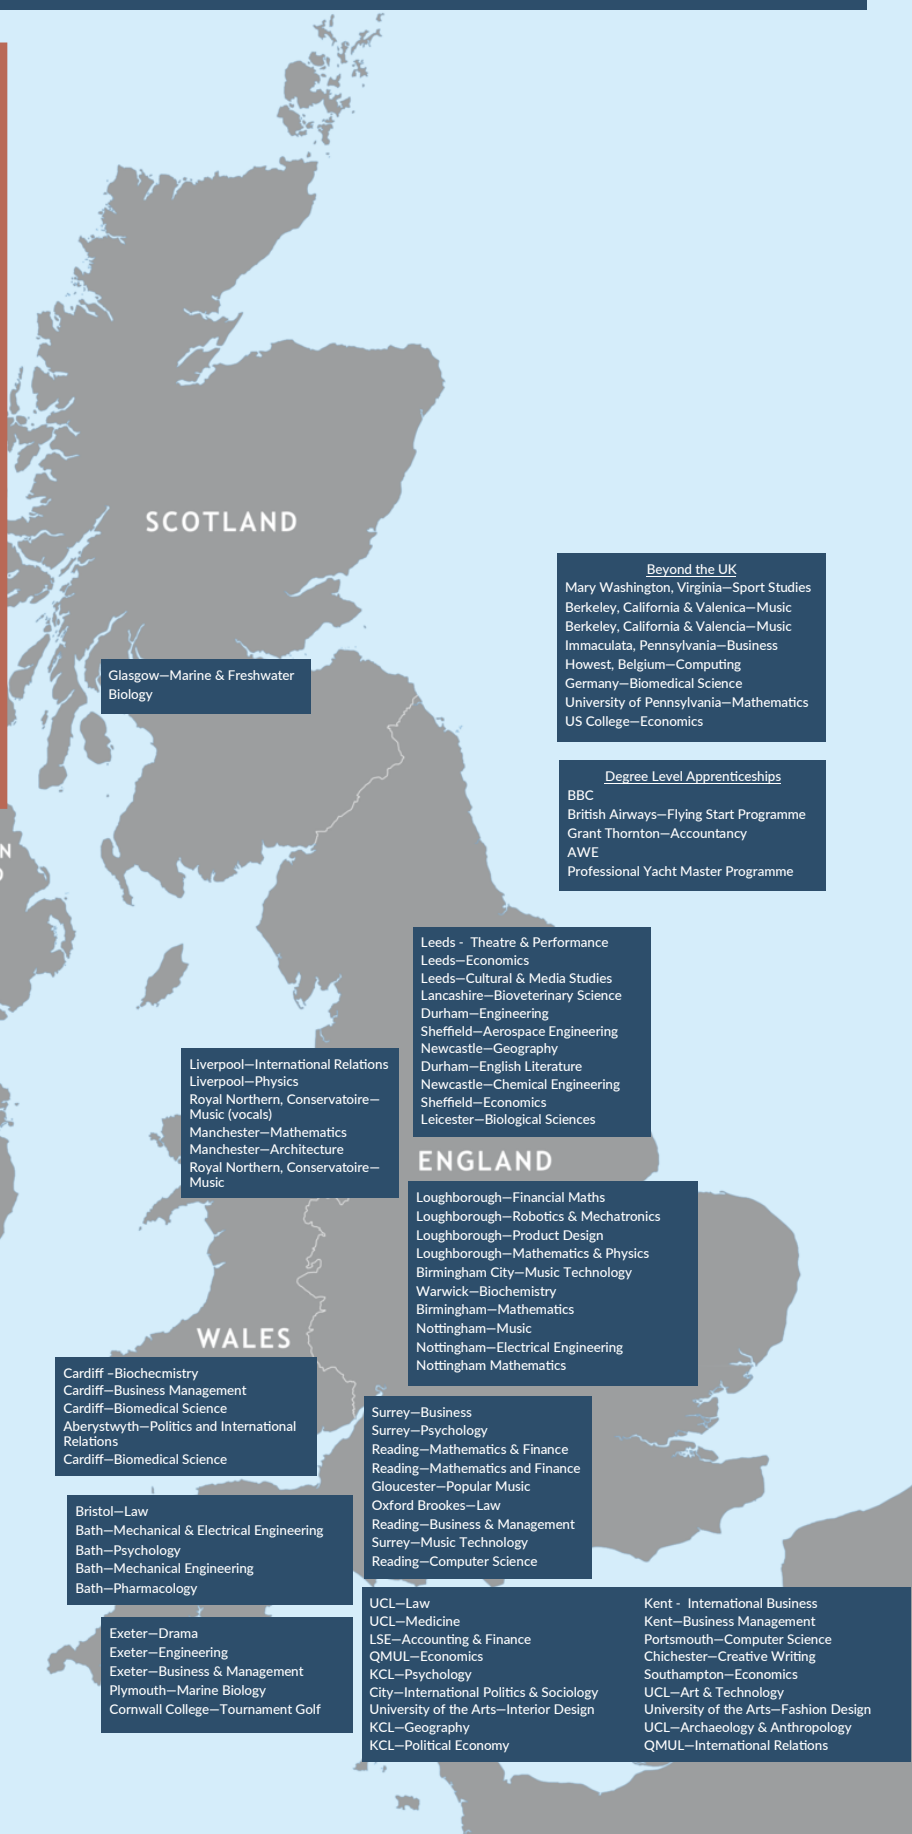 SCOTLAND
Beyond the UK
Mary Washington, Virginia—Sport Studies
Berkeley, California & Valenica—Music
Berkeley, California & Valencia—Music
Immaculata, Pennsylvania—Business
Howest, Belgium—Computing
Germany—Biomedical Science
University of Pennsylvania—Mathematics
US College—Economics
Glasgow—Marine & Freshwater
Biology
Degree Level Apprenticeships
BBC
British Airways—Flying Start Programme
Grant Thornton—Accountancy
AWE
Professional Yacht Master Programme
N
D
Leeds -  Theatre & Performance
Leeds—Economics
Leeds—Cultural & Media Studies
Lancashire—Bioveterinary Science
Durham—Engineering
Sheffield—Aerospace Engineering
Newcastle—Geography
Durham—English Literature
Newcastle—Chemical Engineering
Sheffield—Economics
Leicester—Biological Sciences
Liverpool—International Relations
Liverpool—Physics
Royal Northern, Conservatoire—
Music (vocals)
Manchester—Mathematics
Manchester—Architecture
Royal Northern, Conservatoire—
Music
ENGLAND
Loughborough—Financial Maths
Loughborough—Robotics & Mechatronics
Loughborough—Product Design
Loughborough—Mathematics & Physics
Birmingham City—Music Technology
Warwick—Biochemistry
Birmingham—Mathematics
Nottingham—Music
Nottingham—Electrical Engineering
Nottingham Mathematics
WALES
Cardiff –Biochecmistry
Cardiff—Business Management
Cardiff—Biomedical Science
Aberystwyth—Politics and International
Relations
Cardiff—Biomedical Science
Surrey—Business
Surrey—Psychology
Reading—Mathematics & Finance
Reading—Mathematics and Finance
Gloucester—Popular Music
Oxford Brookes—Law
Reading—Business & Management
Surrey—Music Technology
Reading—Computer Science
Bristol—Law
Bath—Mechanical & Electrical Engineering
Bath—Psychology
Bath—Mechanical Engineering
Bath—Pharmacology
Exeter—Drama
Exeter—Engineering
Exeter—Business & Management
Plymouth—Marine Biology
Cornwall College—Tournament Golf
UCL—Law
UCL—Medicine
LSE—Accounting & Finance
QMUL—Economics
KCL—Psychology
City—International Politics & Sociology
University of the Arts—Interior Design
KCL—Geography
KCL—Political Economy
Kent -  International Business
Kent—Business Management
Portsmouth—Computer Science
Chichester—Creative Writing
Southampton—Economics
UCL—Art & Technology
University of the Arts—Fashion Design
UCL—Archaeology & Anthropology
QMUL—International Relations